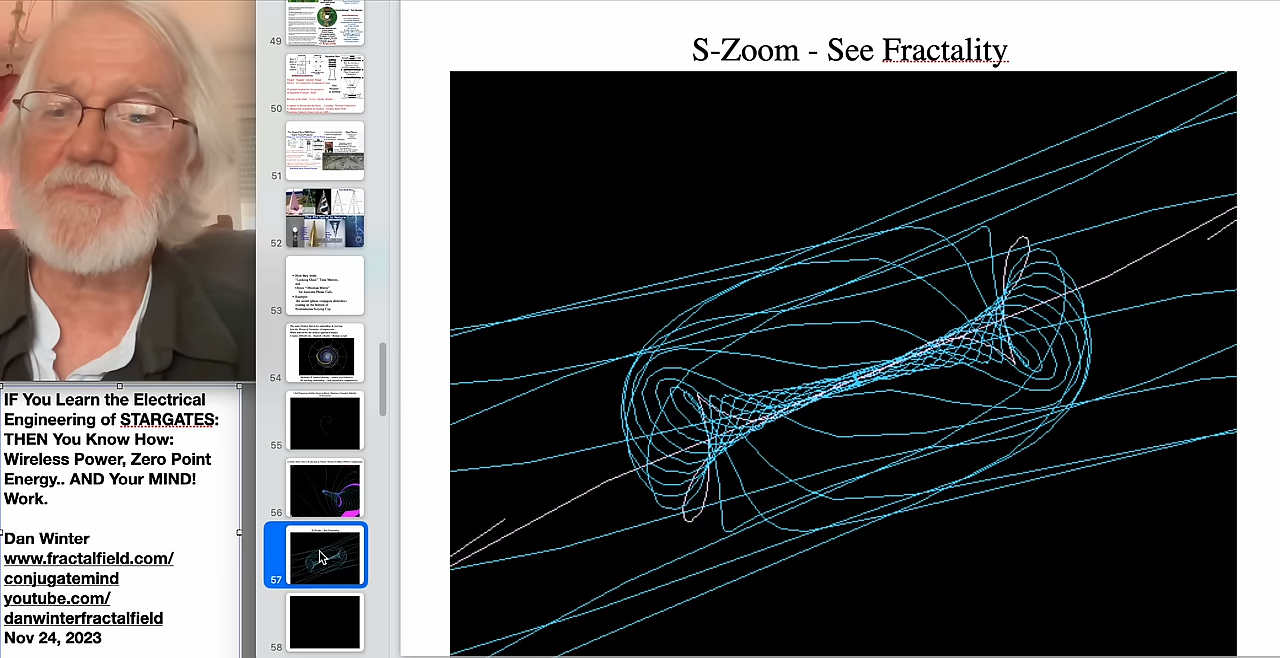 S-Zoom - See Fractality
49
50
51
52
53
54
55
56
57
58
IF You Learn the Electrical
Engineering of STARGATES:
THEN You Know How:
Wireless Power, Zero Point
Energy.. AND Your MIND!
Work.
Dan Winter
www.fractalfield.com/
conjugatemind
youtube.com/
danwinterfractalfield
Nov 24, 2023